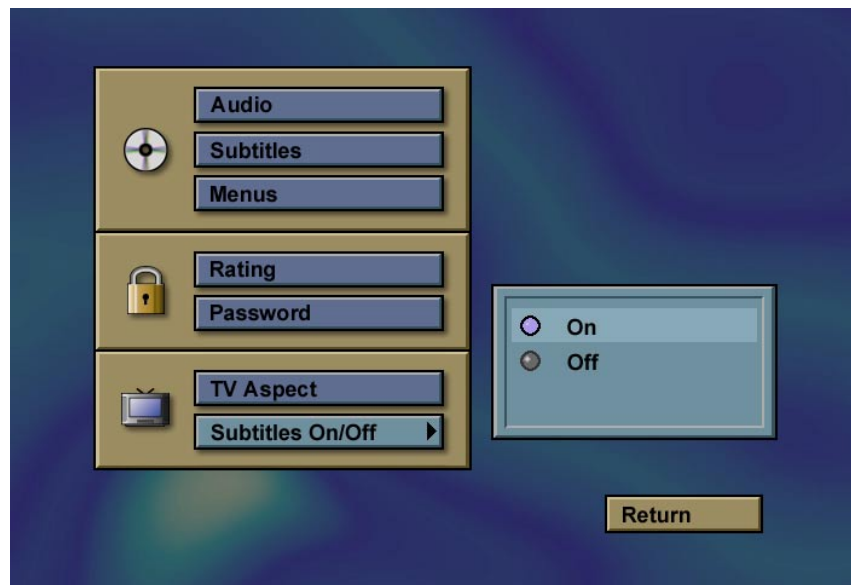 Audio
Subtitles
Menus
Rating
Password
TV Aspect
Subtitles On/Off
On
Off
Return